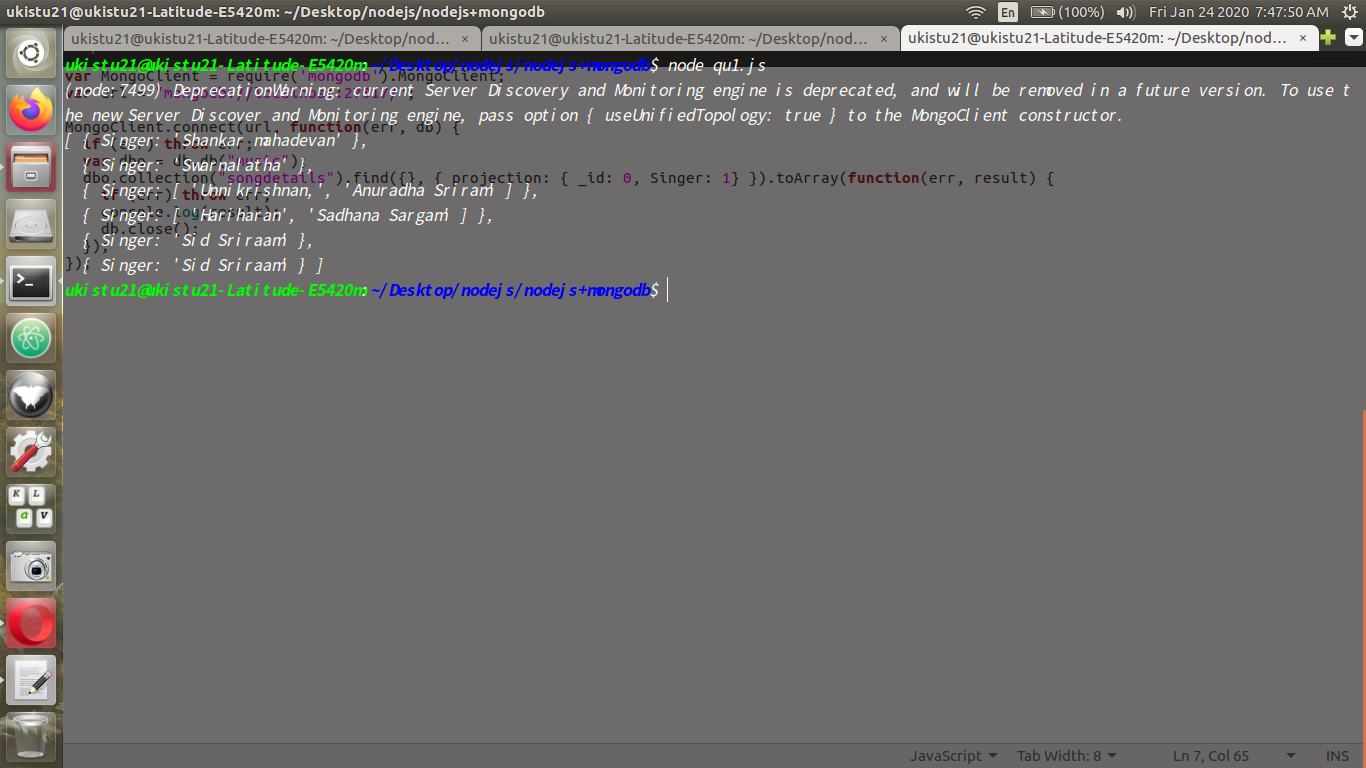 ukistu21@ukistu21-Latitude-E5420m: ~/Desktop/nodejs/nodejs+mongodb
En
(100%)
Fri Jan 24 2020 7:47:50 AM
ukistu21@ukistu21-Latitude-E5420m: ~/Desktop/nod... ×
ukistu21@ukistu21-Latitude-E5420m: ~/Desktop/nod... ×
ukistu21@ukistu21-Latitude-E5420m: ~/Desktop/nod... ×
ukistu21@ukistu21-Latitude-E5420m:~/Desktop/nodejs/nodejs+mongodb$ node qu1.js
(node:7499) DeprecationWarning: current Server Discovery and Monitoring engine is deprecated, and will be removed in a future version. To use t
he new Server Discover and Monitoring engine, pass option { useUnifiedTopology: true } to the MongoClient constructor.
[ { Singer: 'Shankar mahadevan' },
{ Singer: 'Swarnalatha' },
{ Singer: [ 'Unnikrishnan,', 'Anuradha Sriram' ] },
{ Singer: [ 'Hariharan', 'Sadhana Sargam' ] },
{ Singer: 'Sid Sriraam' },
{ Singer: 'Sid Sriraam' } ]
ukistu21@ukistu21-Latitude-E5420m:~/Desktop/nodejs/nodejs+mongodb$
var MongoClient = require('mongodb').MongoClient;
MongoClient.connect(url, function(err, db) {
if (err) throw err;
var dbo = db.db("music");
dbo.collection("songdetails").find({}, { projection: { _id: 0, Singer: 1} }).toArray(function(err, result) {
if (err) throw err;
console.log(result);
db.close();
});
});
K L
a v
JavaScript
Tab Width: 8
Ln 7, Col 65
INS